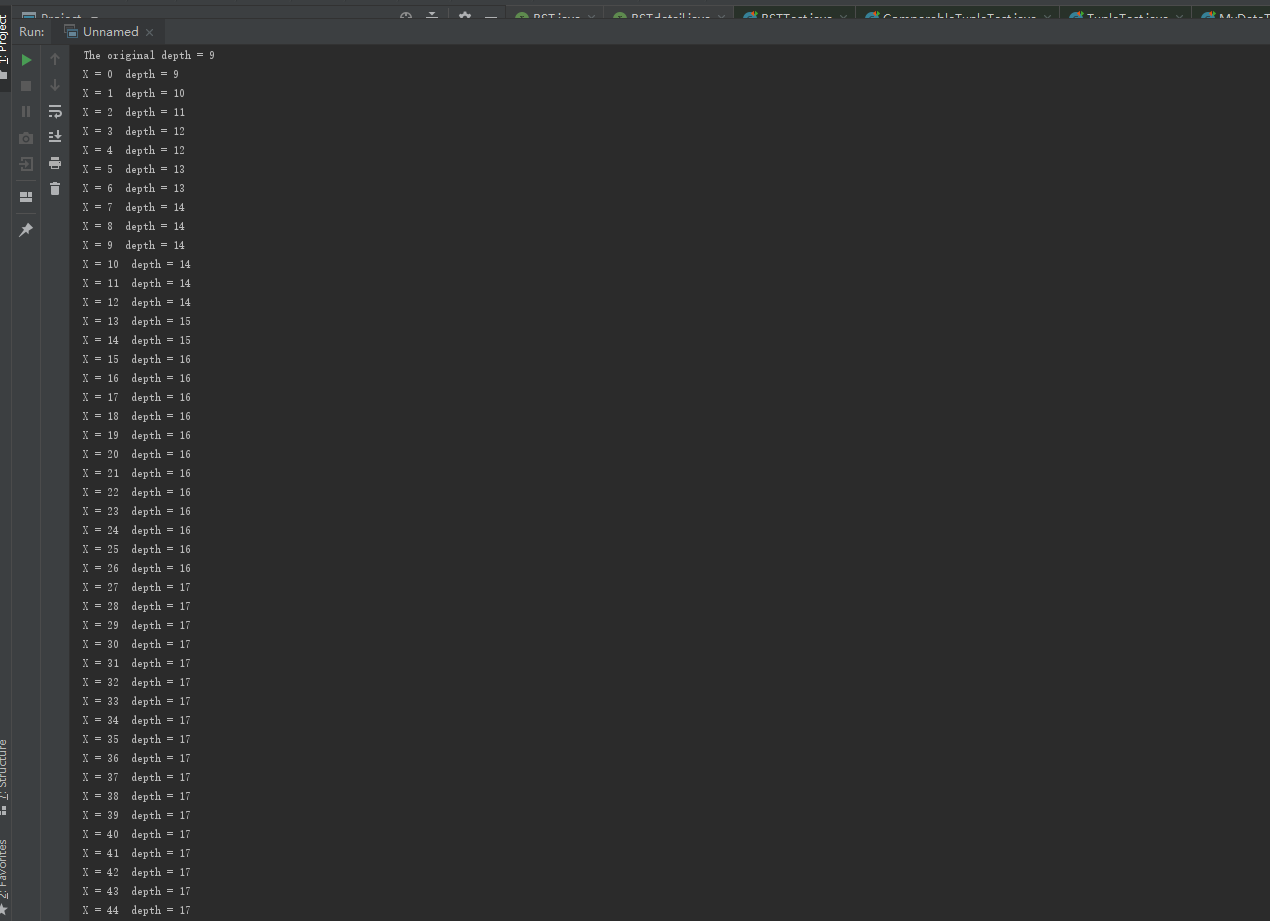 Run: Unnamed
The original depth = 9
X = 0 depth = 9
X = 1 depth = 10
X = 2 depth = 11
X = 3 depth = 12
X = 4 depth = 12
X = 5 depth = 13
X = 6 depth = 13
X = 7 depth = 14
X = 8 depth = 14
X = 9 depth = 14
X = 10 depth = 14
X = 11 depth = 14
X = 12 depth = 14
X = 13 depth = 15
X = 14 depth = 15
X = 15 depth = 16
X = 16 depth = 16
X = 17 depth = 16
X = 18 depth = 16
X = 19 depth = 16
X = 20 depth = 16
X = 21 depth = 16
X = 22 depth = 16
X = 23 depth = 16
X = 24 depth = 16
X = 25 depth = 16
X = 26 depth = 16
X = 27 depth = 17
X = 28 depth = 17
X = 29 depth = 17
X = 30 depth = 17
X = 31 depth = 17
X = 32 depth = 17
X = 33 depth = 17
X = 34 depth = 17
X = 35 depth = 17
X = 36 depth = 17
X = 37 depth = 17
X = 38 depth = 17
X = 39 depth = 17
X = 40 depth = 17
X = 41 depth = 17
X = 42 depth = 17
X = 43 depth = 17
X = 44 depth = 17
1: Project
7: Structure
2: Favorites